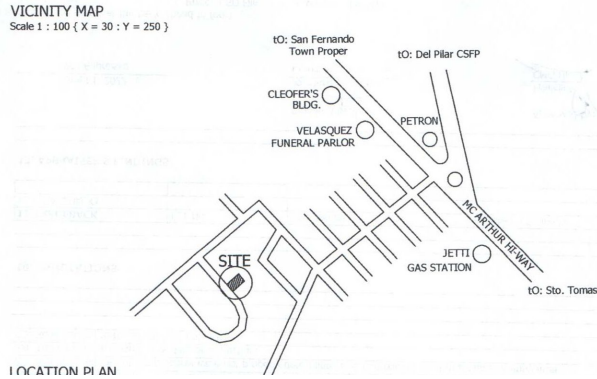 VICINITY MAP
Scale 1 : 100 { X = 30 : Y = 250 }
tO: San Fernando
Town Proper
tO: Del Pilar CSFP
CLEOFER'S
BLDG.
PETRON
VELASQUEZ
FUNERAL PARLOR
MC ARTHUR HI-WAY
JETTI
GAS STATION
SITE
tO: Sto. Tomas
LOCATION PLAN